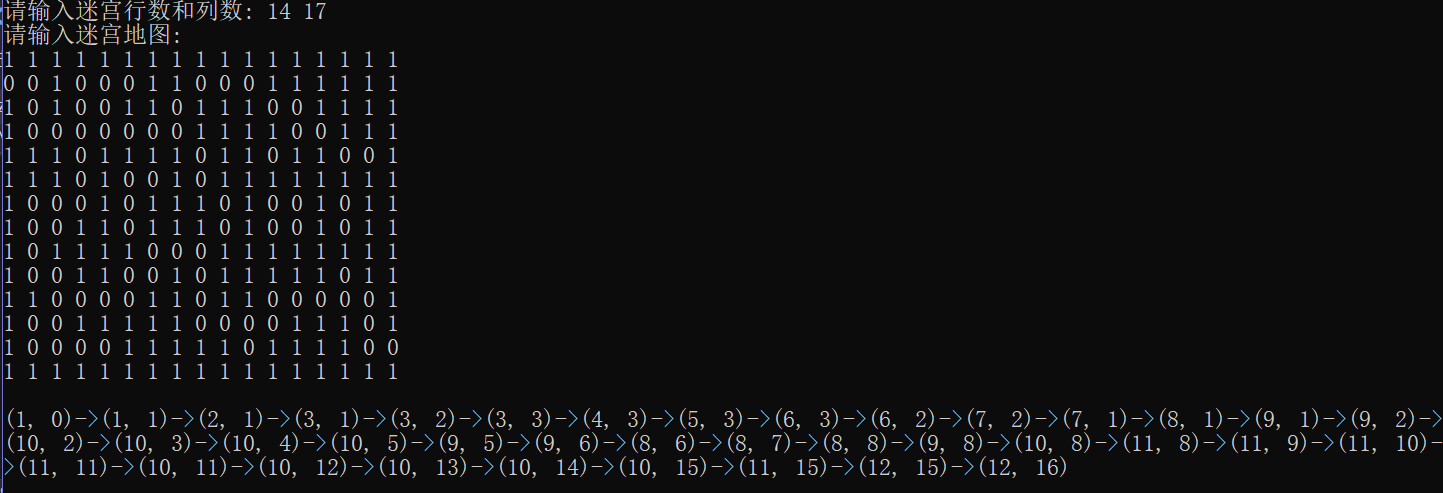 请输入迷宫行数和列数: 14 17
请输入迷宫地图:
1 1 1 1 1 1 1 1 1 1 1 1 1 1 1 1 1
0 0 1 0 0 0 1 1 0 0 0 1 1 1 1 1 1
1 0 1 0 0 1 1 0 1 1 1 0 0 1 1 1 1
1 0 0 0 0 0 0 0 1 1 1 1 0 0 1 1 1
1 1 1 0 1 1 1 1 0 1 1 0 1 1 0 0 1
1 1 1 0 1 0 0 1 0 1 1 1 1 1 1 1 1
1 0 0 0 1 0 1 1 1 0 1 0 0 1 0 1 1
1 0 0 1 1 0 1 1 1 0 1 0 0 1 0 1 1
1 0 1 1 1 1 0 0 0 1 1 1 1 1 1 1 1
1 0 0 1 1 0 0 1 0 1 1 1 1 1 0 1 1
1 1 0 0 0 0 1 1 0 1 1 0 0 0 0 0 1
1 0 0 1 1 1 1 1 0 0 0 0 1 1 1 0 1
1 0 0 0 0 1 1 1 1 1 0 1 1 1 1 0 0
1 1 1 1 1 1 1 1 1 1 1 1 1 1 1 1 1
(1, 0)->(1, 1)->(2, 1)->(3, 1)->(3, 2)->(3, 3)->(4, 3)->(5, 3)->(6, 3)->(6, 2)->(7, 2)->(7, 1)->(8, 1)->(9, 1)->(9, 2)->
(10, 2)->(10, 3)->(10, 4)->(10, 5)->(9, 5)->(9, 6)->(8, 6)->(8, 7)->(8, 8)->(9, 8)->(10, 8)->(11, 8)->(11, 9)->(11, 10)-
>(11, 11)->(10, 11)->(10, 12)->(10, 13)->(10, 14)->(10, 15)->(11, 15)->(12, 15)->(12, 16)